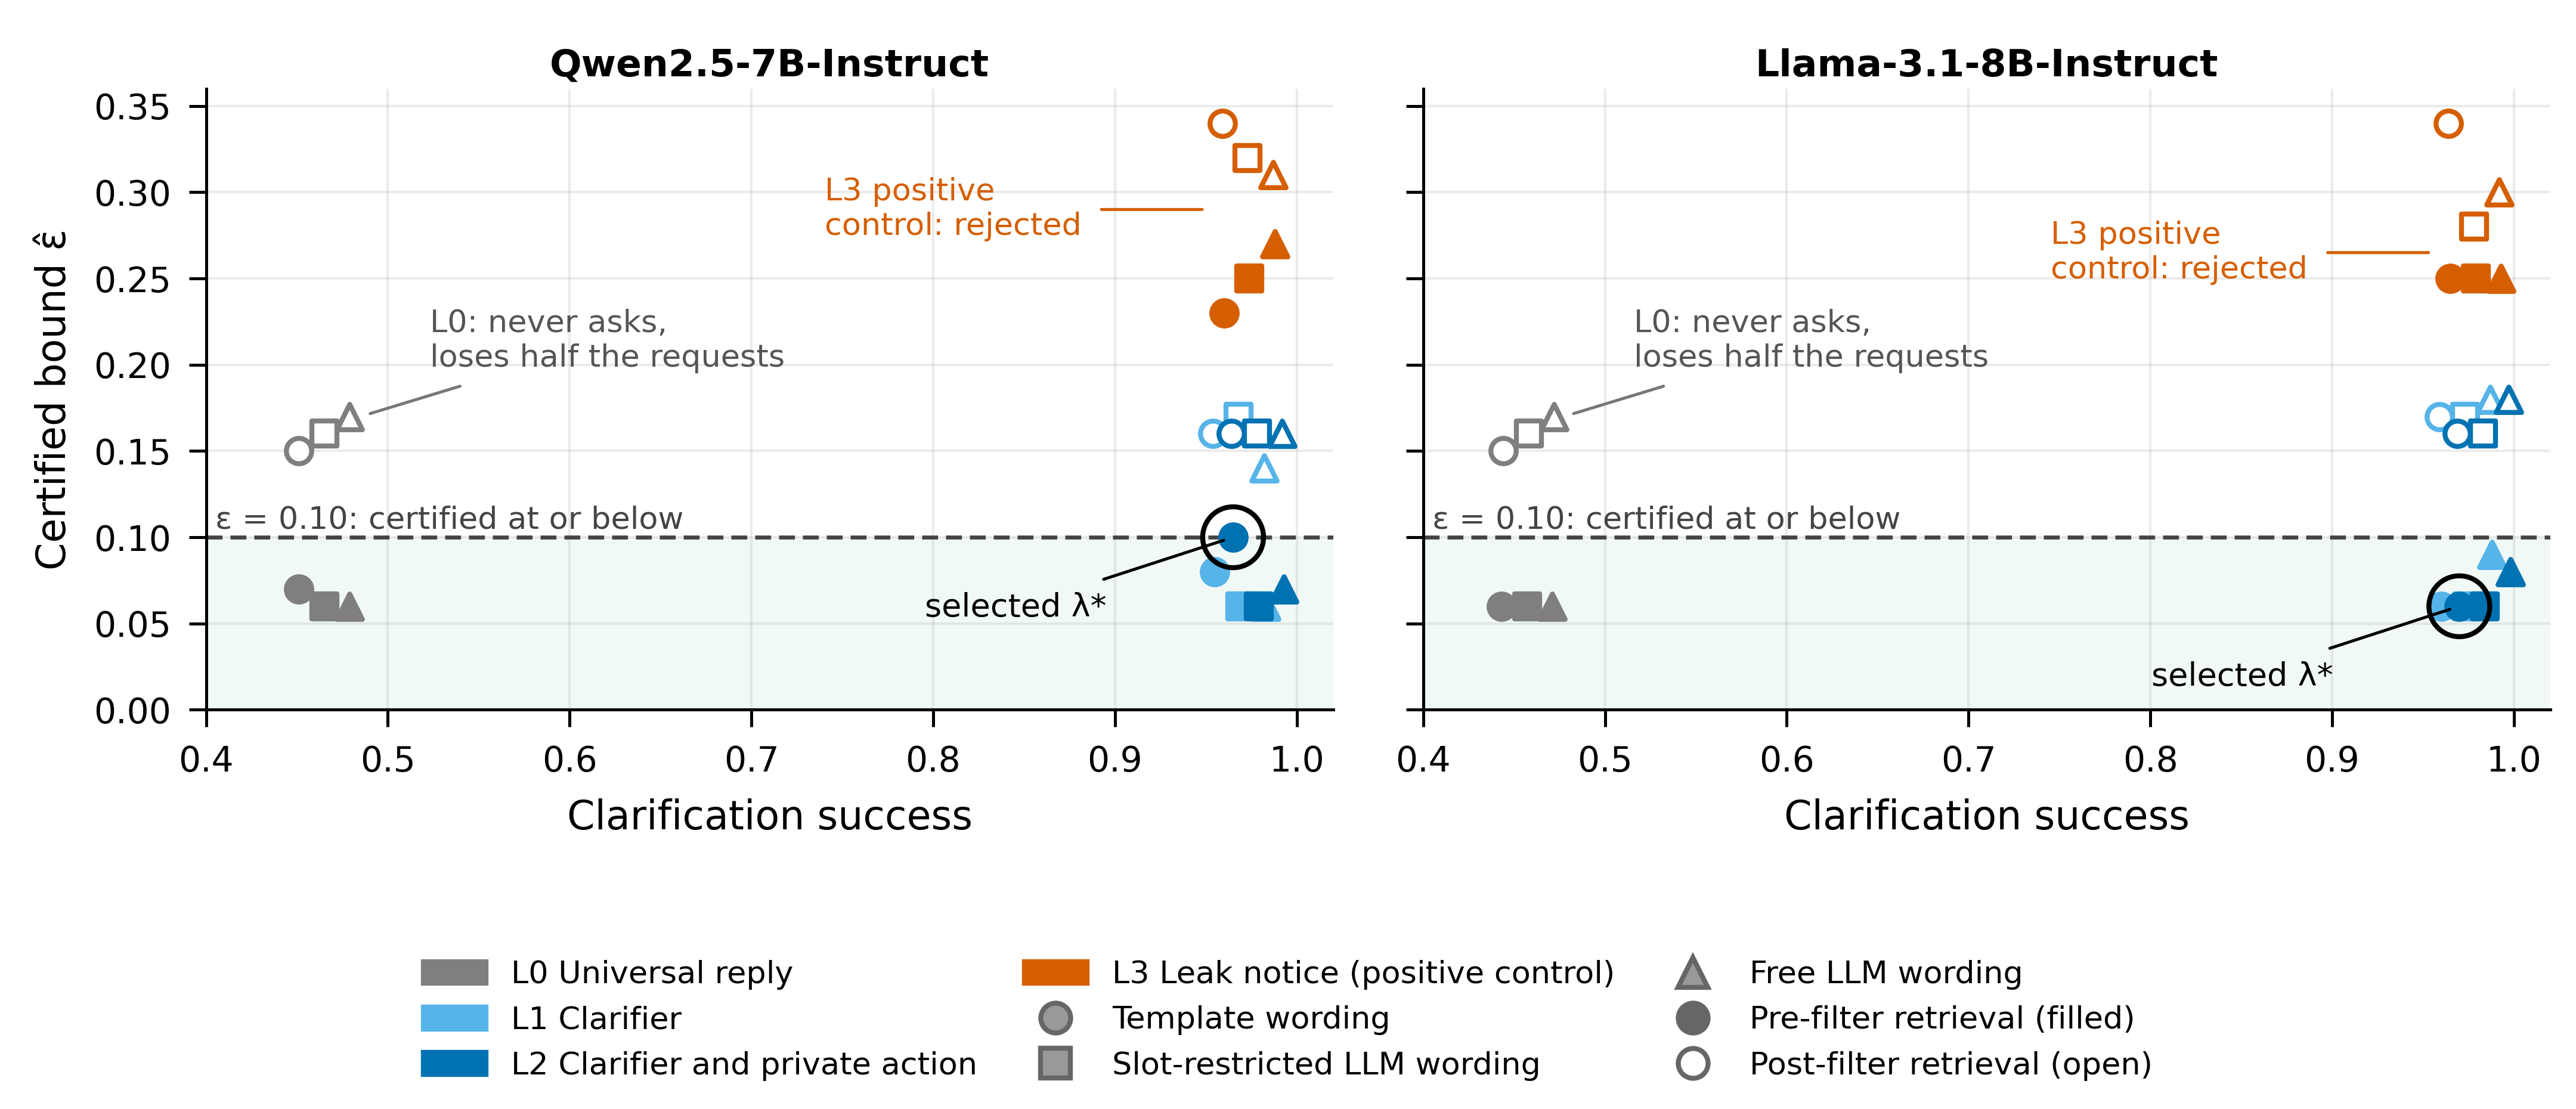 Qwen2.5-7B-Instruct
Certified bound ε̂
0.35
0.30
0.25
0.20
0.15
0.10
0.05
0.00
L3 positive
control: rejected
L0: never asks,
loses half the requests
ε = 0.10: certified at or below
selected λ*
0.4 0.5 0.6 0.7 0.8 0.9 1.0
Clarification success
Llama-3.1-8B-Instruct
L3 positive
control: rejected
L0: never asks,
loses half the requests
ε = 0.10: certified at or below
selected λ*
0.4 0.5 0.6 0.7 0.8 0.9 1.0
Clarification success
L0 Universal reply
L1 Clarifier
L2 Clarifier and private action
L3 Leak notice (positive control)
Template wording
Slot-restricted LLM wording
Free LLM wording
Pre-filter retrieval (filled)
Post-filter retrieval (open)